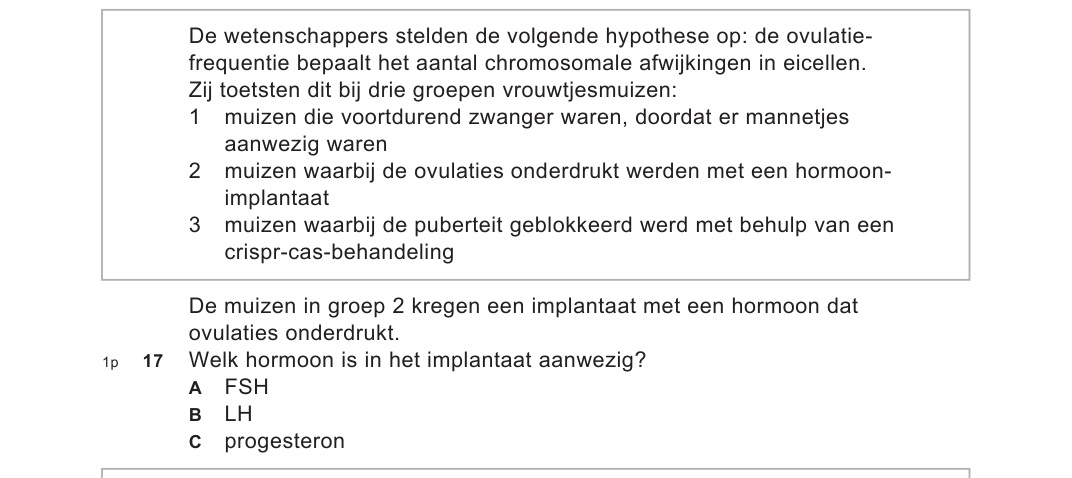 De wetenschappers stelden de volgende hypothese op: de ovulatie-
frequentie bepaalt het aantal chromosomale afwijkingen in eicellen.
Zij toetsten dit bij drie groepen vrouwtjesmuizen:
1 muizen die voortdurend zwanger waren, doordat er mannetjes
aanwezig waren
2 muizen waarbij de ovulaties onderdrukt werden met een hormoon-
implantaat
3 muizen waarbij de puberteit geblokkeerd werd met behulp van een
crispr-cas-behandeling
De muizen in groep 2 kregen een implantaat met een hormoon dat
ovulaties onderdrukt.
1p 17 Welk hormoon is in het implantaat aanwezig?
A FSH
B LH
C progesteron